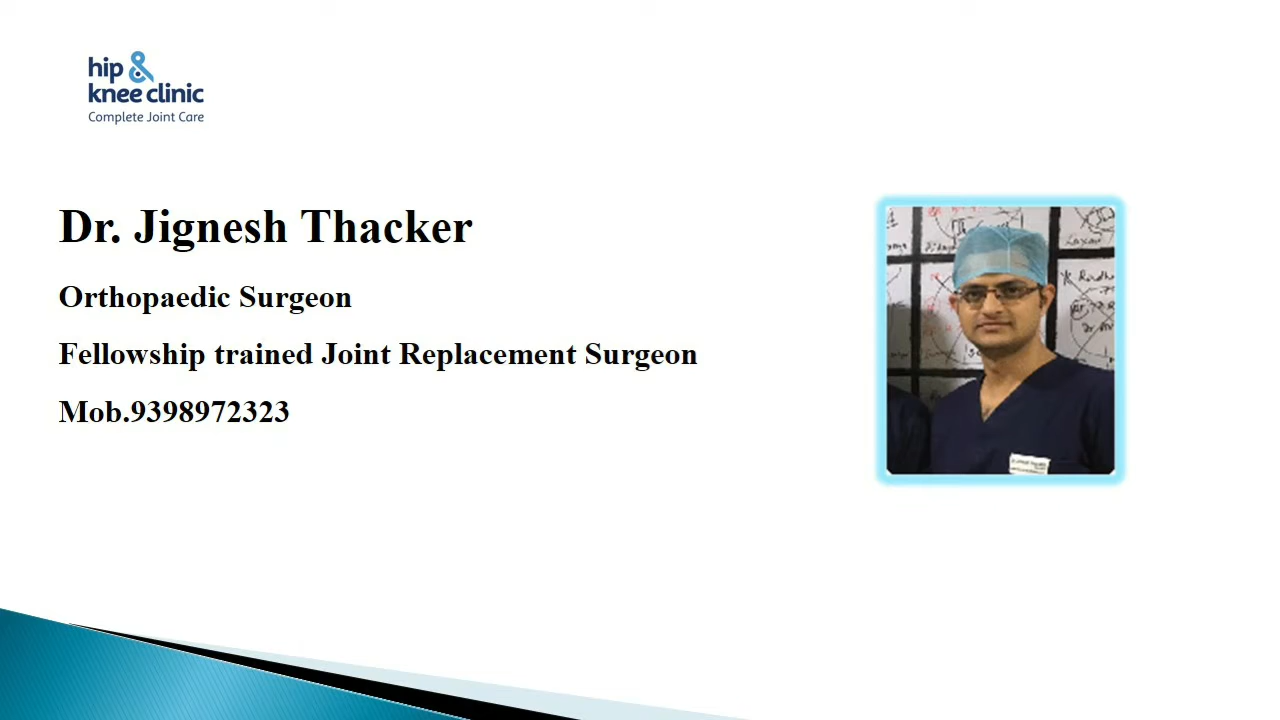 hip &
knee clinic
Complete Joint Care
Dr. Jignesh Thacker
Orthopaedic Surgeon
Fellowship trained Joint Replacement Surgeon
Mob.9398972323